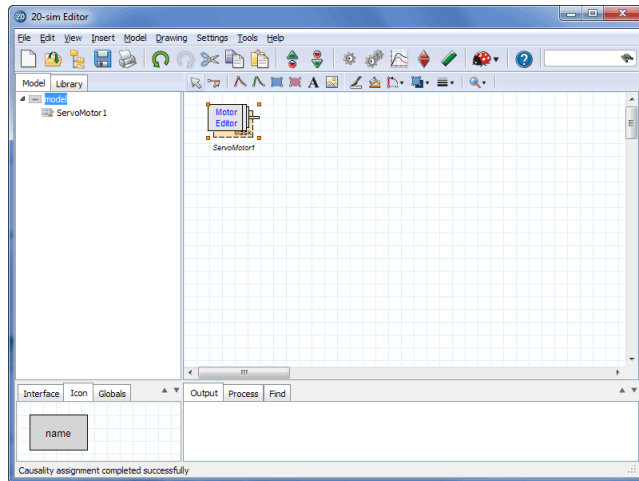 20 20-sim Editor
File Edit View Insert Model Drawing Settings Tools Help
Model Library
A
model
ServoMotor1
Motor
Editor
ServoMotor1
Interface Icon Globals
Output Process Find
name
Causality assignment completed successfully